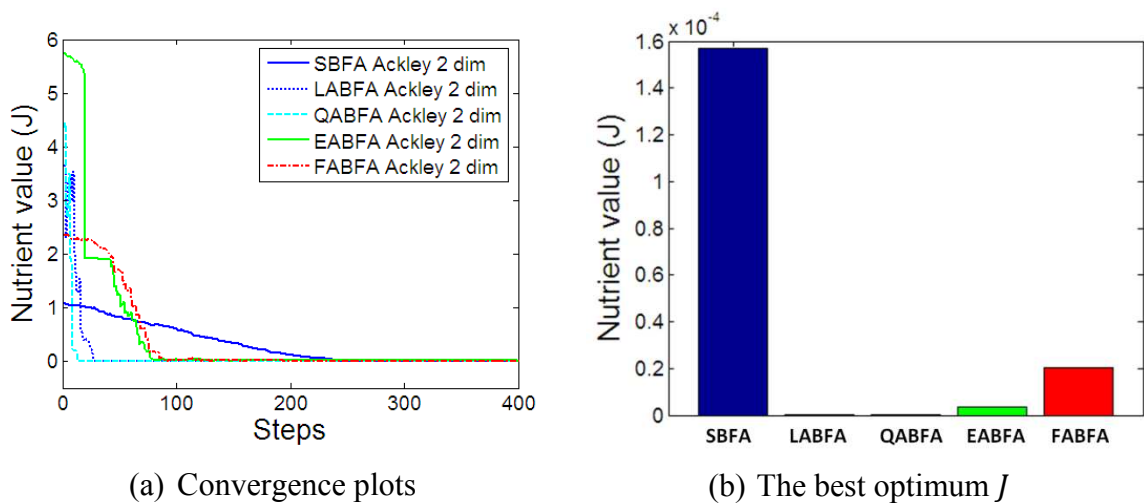 6
5
4
3
2
1
0
Nutrient value (J)
SBFA Ackley 2 dim
LABFA Ackley 2 dim
QABFA Ackley 2 dim
EABFA Ackley 2 dim
FABFA Ackley 2 dim
0 100 200 300 400
Steps
(a) Convergence plots
x 10⁻⁴
1.6
1.4
1.2
1
0.8
0.6
0.4
0.2
0
Nutrient value (J)
SBFA LABFA QABFA EABFA FABFA
(b) The best optimum J